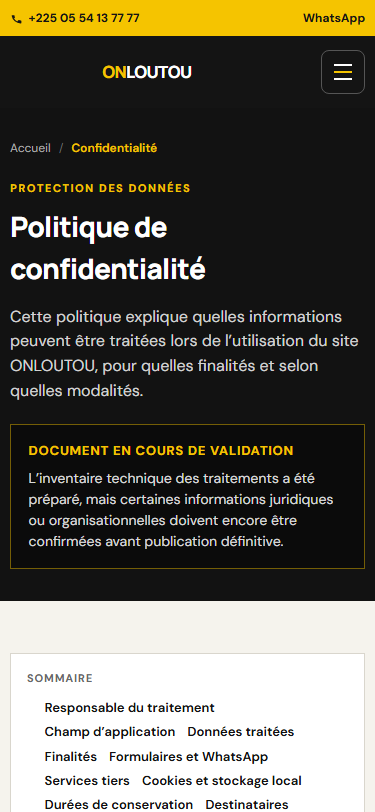 +225 05 54 13 77 77 WhatsApp
ONLOUTOU
Accueil / Confidentialité
PROTECTION DES DONNÉES
Politique de
confidentialité
Cette politique explique quelles informations
peuvent être traitées lors de l’utilisation du site
ONLOUTOU, pour quelles finalités et selon
quelles modalités.
DOCUMENT EN COURS DE VALIDATION
L’inventaire technique des traitements a été
préparé, mais certaines informations juridiques
ou organisationnelles doivent encore être
confirmées avant publication définitive.
SOMMAIRE
Responsable du traitement
Champ d’application Données traitées
Finalités Formulaires et WhatsApp
Services tiers Cookies et stockage local
Durées de conservation Destinataires